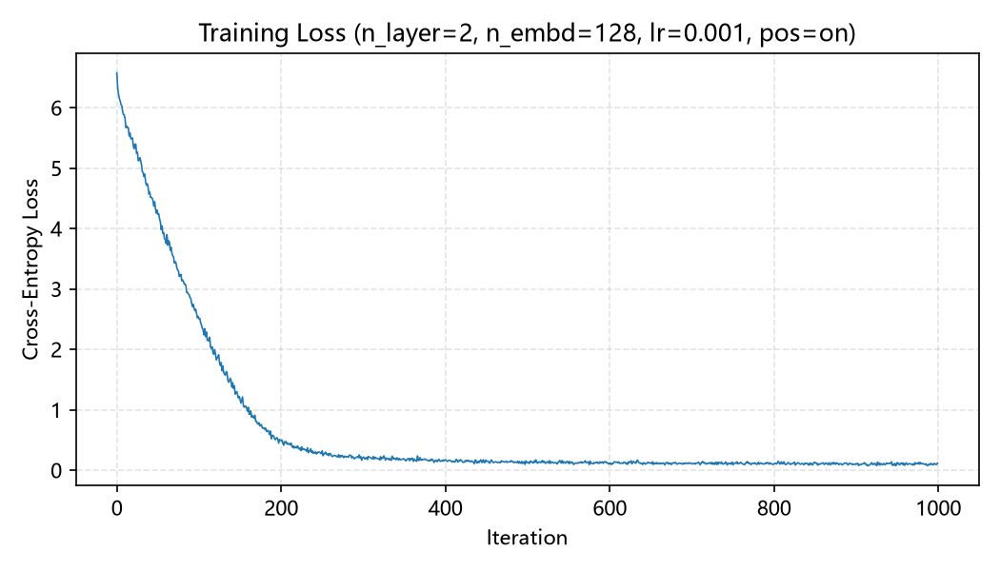 Training Loss (n_layer=2, n_embd=128, lr=0.001, pos=on)
Cross-Entropy Loss
6
5
4
3
2
1
0
0 200 400 600 800 1000
Iteration